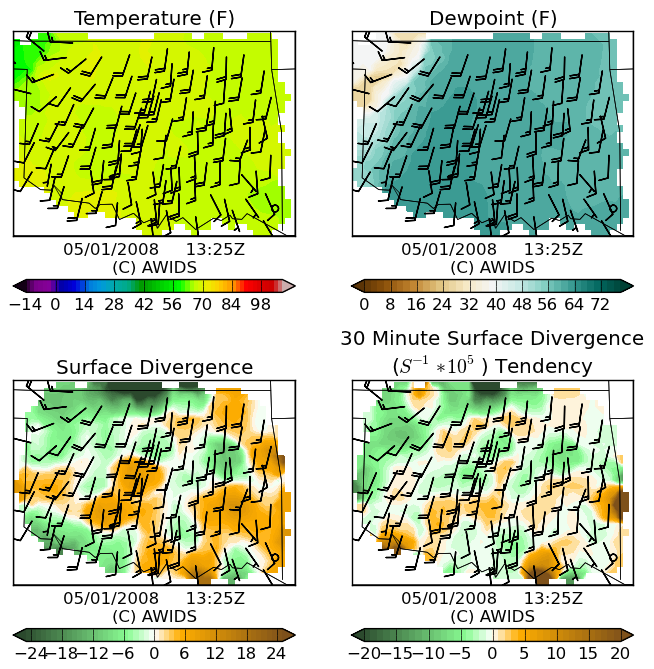 Temperature (F)
Dewpoint (F)
05/01/2008 13:25Z
(C) AWIDS
05/01/2008 13:25Z
(C) AWIDS
−14 0 14 28 42 56 70 84 98
0 8 16 24 32 40 48 56 64 72
Surface Divergence
30 Minute Surface Divergence
(S⁻¹ *10⁵ ) Tendency
05/01/2008 13:25Z
(C) AWIDS
05/01/2008 13:25Z
(C) AWIDS
−24 −18 −12 −6 0 6 12 18 24
−20 −15 −10 −5 0 5 10 15 20